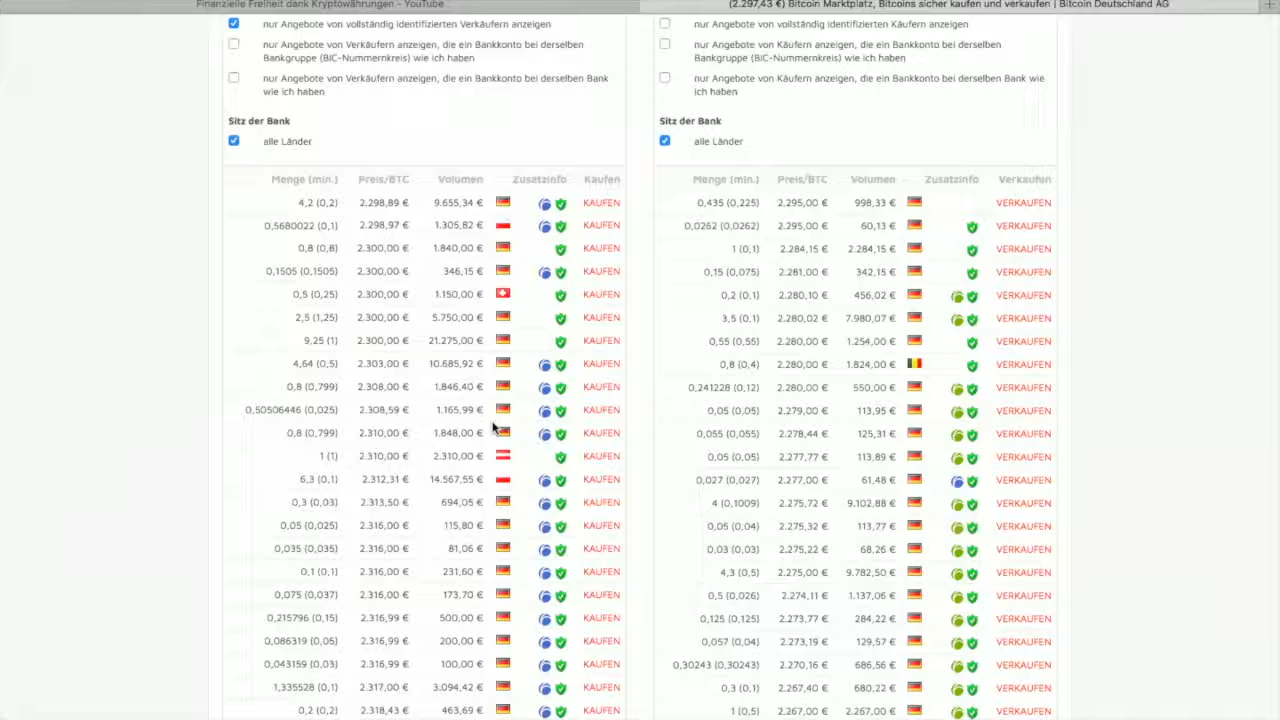 Finanzielle Freiheit dank Kryptowährungen – YouTube
(2.297,43 €) Bitcoin Marktplatz, Bitcoins sicher kaufen und verkaufen | Bitcoin Deutschland AG
nur Angebote von vollständig identifizierten Verkäufern anzeigen
nur Angebote von Verkäufern anzeigen, die ein Bankkonto bei derselben
Bankgruppe (BIC-Nummernkreis) wie ich haben
nur Angebote von Verkäufern anzeigen, die ein Bankkonto bei derselben Bank
wie ich haben
Sitz der Bank
alle Länder
Menge (min.) Preis/BTC Volumen Zusatzinfo Kaufen
4,2 (0,2) 2.298,89 € 9.655,34 € KAUFEN
0,5680022 (0,1) 2.298,97 € 1.305,82 € KAUFEN
0,8 (0,8) 2.300,00 € 1.840,00 € KAUFEN
0,1505 (0,1505) 2.300,00 € 346,15 € KAUFEN
0,5 (0,25) 2.300,00 € 1.150,00 € KAUFEN
2,5 (1,25) 2.300,00 € 5.750,00 € KAUFEN
9,25 (1) 2.300,00 € 21.275,00 € KAUFEN
4,64 (0,5) 2.303,00 € 10.685,92 € KAUFEN
0,8 (0,799) 2.308,00 € 1.846,40 € KAUFEN
0,50506446 (0,025) 2.308,59 € 1.165,99 € KAUFEN
0,8 (0,799) 2.310,00 € 1.848,00 € KAUFEN
1 (1) 2.310,00 € 2.310,00 € KAUFEN
6,3 (0,1) 2.312,31 € 14.567,55 € KAUFEN
0,3 (0,03) 2.313,50 € 694,05 € KAUFEN
0,05 (0,025) 2.316,00 € 115,80 € KAUFEN
0,035 (0,035) 2.316,00 € 81,06 € KAUFEN
0,1 (0,1) 2.316,00 € 231,60 € KAUFEN
0,075 (0,037) 2.316,00 € 173,70 € KAUFEN
0,215796 (0,15) 2.316,99 € 500,00 € KAUFEN
0,086319 (0,05) 2.316,99 € 200,00 € KAUFEN
0,043159 (0,03) 2.316,99 € 100,00 € KAUFEN
1,335528 (0,1) 2.317,00 € 3.094,42 € KAUFEN
0,2 (0,2) 2.318,43 € 463,69 € KAUFEN
nur Angebote von vollständig identifizierten Käufern anzeigen
nur Angebote von Käufern anzeigen, die ein Bankkonto bei derselben
Bankgruppe (BIC-Nummernkreis) wie ich haben
nur Angebote von Käufern anzeigen, die ein Bankkonto bei derselben Bank wie
ich haben
Sitz der Bank
alle Länder
Menge (min.) Preis/BTC Volumen Zusatzinfo Verkaufen
0,435 (0,225) 2.295,00 € 998,33 € VERKAUFEN
0,0262 (0,0262) 2.295,00 € 60,13 € VERKAUFEN
1 (0,1) 2.284,15 € 2.284,15 € VERKAUFEN
0,15 (0,075) 2.281,00 € 342,15 € VERKAUFEN
0,2 (0,1) 2.280,10 € 456,02 € VERKAUFEN
3,5 (0,1) 2.280,02 € 7.980,07 € VERKAUFEN
0,55 (0,55) 2.280,00 € 1.254,00 € VERKAUFEN
0,8 (0,4) 2.280,00 € 1.824,00 € VERKAUFEN
0,241228 (0,12) 2.280,00 € 550,00 € VERKAUFEN
0,05 (0,05) 2.279,00 € 113,95 € VERKAUFEN
0,055 (0,055) 2.278,44 € 125,31 € VERKAUFEN
0,05 (0,05) 2.277,77 € 113,89 € VERKAUFEN
0,027 (0,027) 2.277,00 € 61,48 € VERKAUFEN
4 (0,1009) 2.275,72 € 9.102,88 € VERKAUFEN
0,05 (0,04) 2.275,32 € 113,77 € VERKAUFEN
0,03 (0,03) 2.275,22 € 68,26 € VERKAUFEN
4,3 (0,5) 2.275,00 € 9.782,50 € VERKAUFEN
0,5 (0,026) 2.274,11 € 1.137,06 € VERKAUFEN
0,125 (0,125) 2.273,77 € 284,22 € VERKAUFEN
0,057 (0,04) 2.273,19 € 129,57 € VERKAUFEN
0,30243 (0,30243) 2.270,16 € 686,56 € VERKAUFEN
0,3 (0,1) 2.267,40 € 680,22 € VERKAUFEN
1 (0,5) 2.267,00 € 2.267,00 € VERKAUFEN